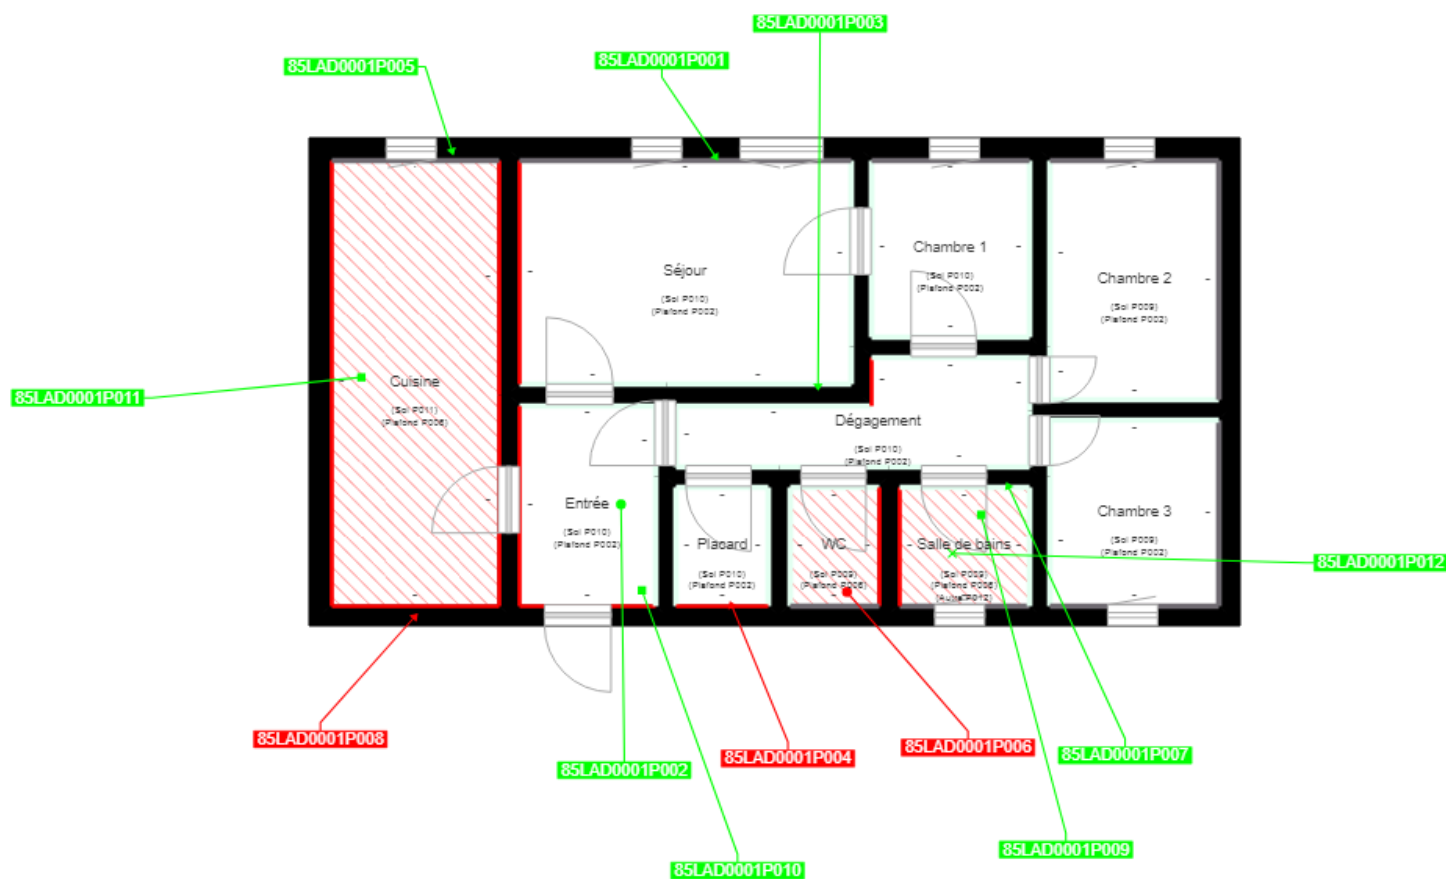 85LAD0001P003
85LAD0001P005
85LAD0001P001
Chambre 1
(Sol P010)
(Plafond P002)
Séjour
(Sol P010)
(Plafond P002)
Chambre 2
(Sol P009)
(Plafond P002)
85LAD0001P011
Cuisine
(Sol P011)
(Plafond P006)
Dégagement
(Sol P010)
(Plafond P002)
Entrée
(Sol P010)
(Plafond P002)
Placard
(Sol P010)
(Plafond P002)
WC
(Sol P009)
(Plafond P006)
Salle de bains
(Sol P009)
(Plafond P006)
(Autre P012)
Chambre 3
(Sol P009)
(Plafond P002)
85LAD0001P012
85LAD0001P008
85LAD0001P002
85LAD0001P004
85LAD0001P006
85LAD0001P007
85LAD0001P009
85LAD0001P010